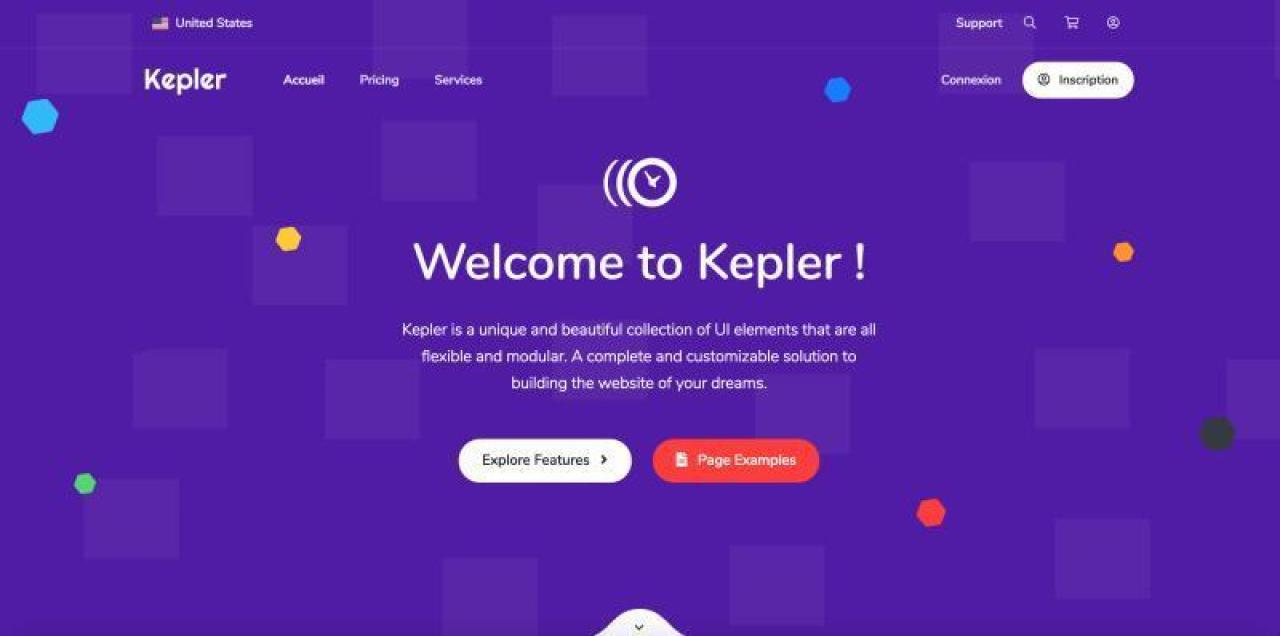 United States
Support
Kepler
Accueil
Pricing
Services
Connexion
Inscription
Welcome to Kepler !
Kepler is a unique and beautiful collection of UI elements that are all
flexible and modular. A complete and customizable solution to
building the website of your dreams.
Explore Features
Page Examples